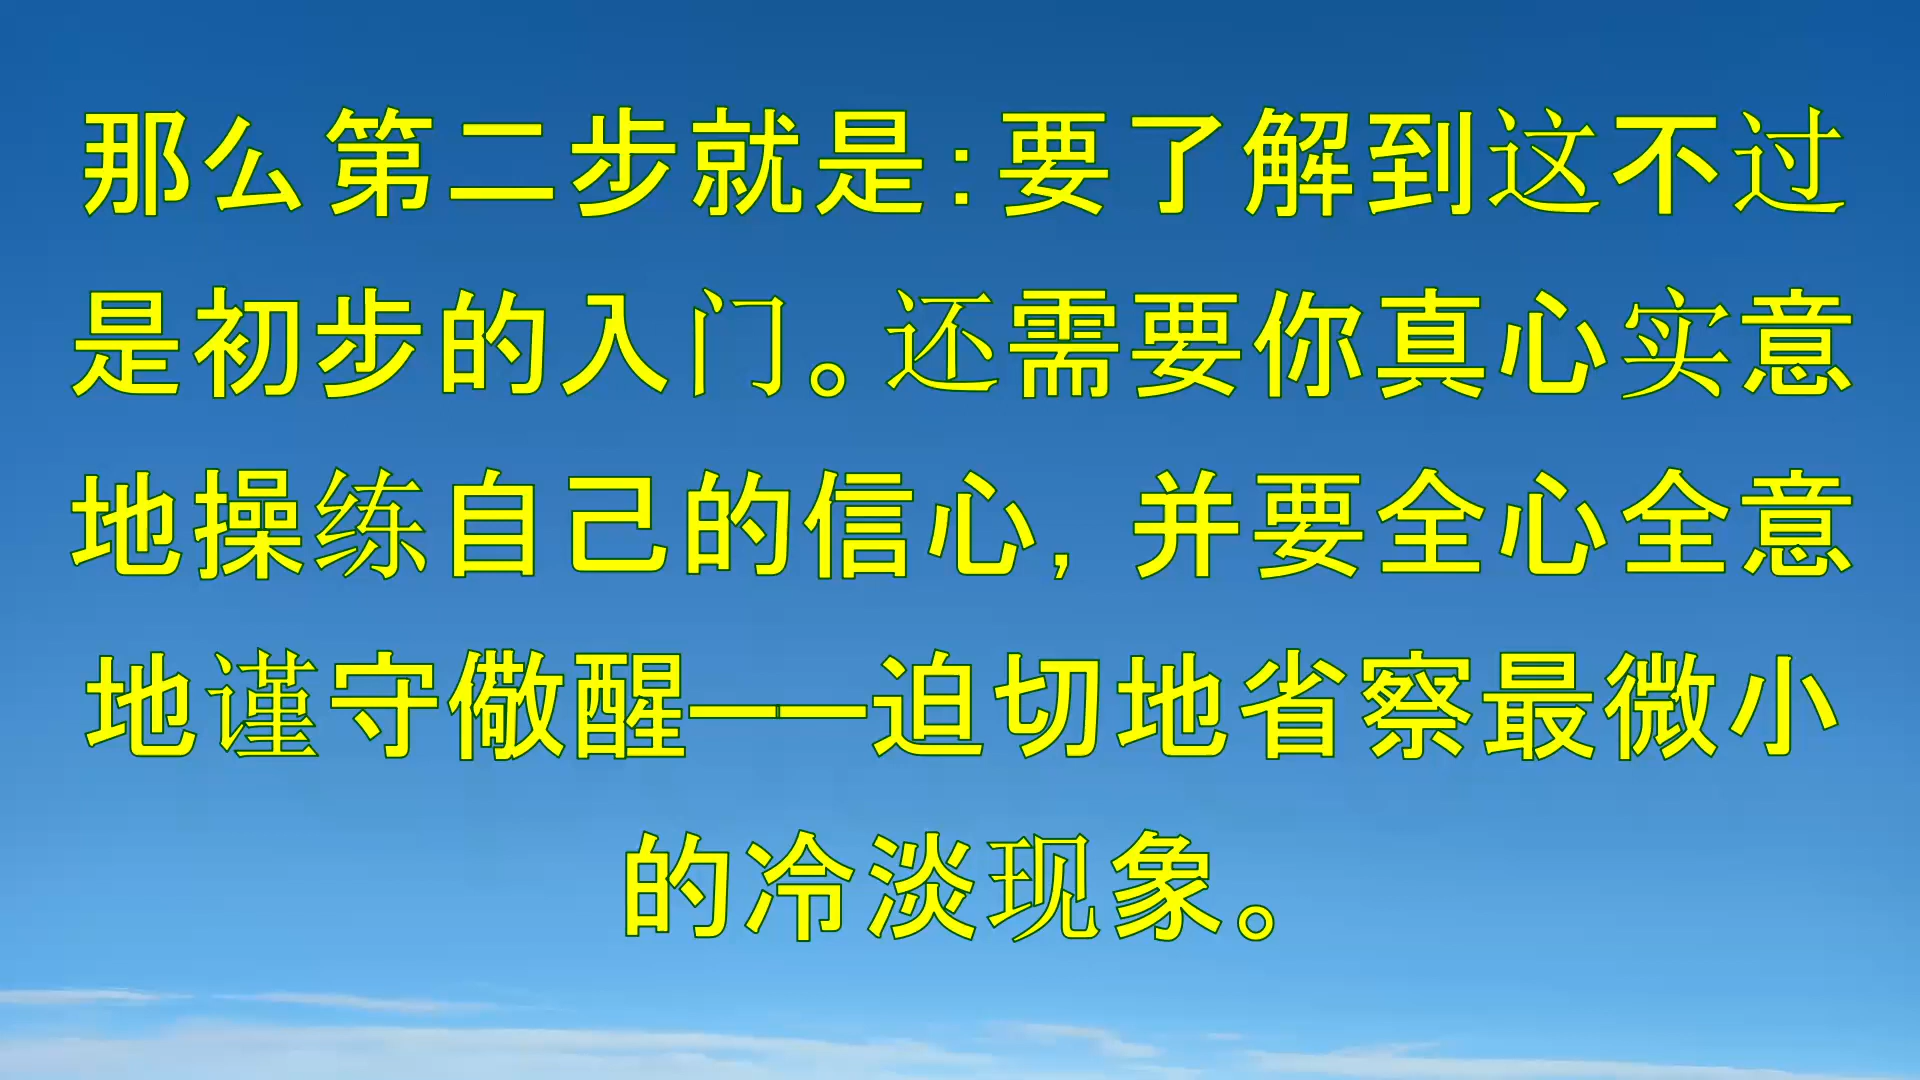 那么第二步就是:要了解到这不过
是初步的入门。还需要你真心实意
地操练自己的信心,并要全心全意
地谨守儆醒——迫切地省察最微小
的冷淡现象。